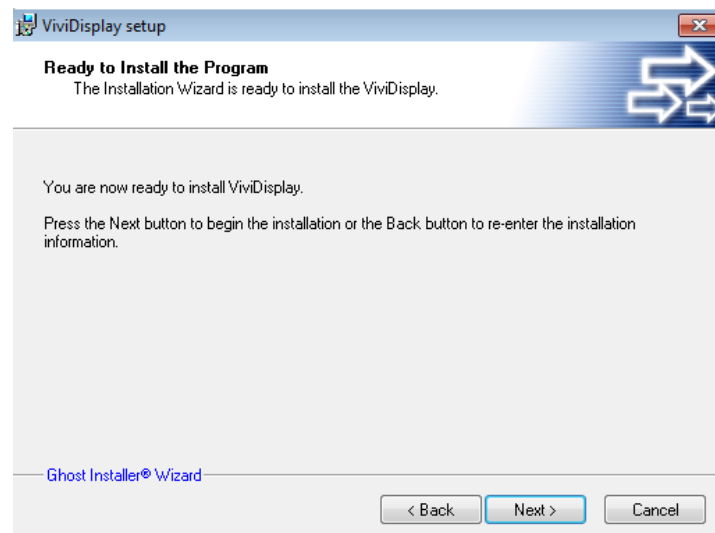 ViviDisplay setup
Ready to Install the Program
The Installation Wizard is ready to install the ViviDisplay.
You are now ready to install ViviDisplay.
Press the Next button to begin the installation or the Back button to re-enter the installation
information.
Ghost Installer® Wizard
< Back Next > Cancel